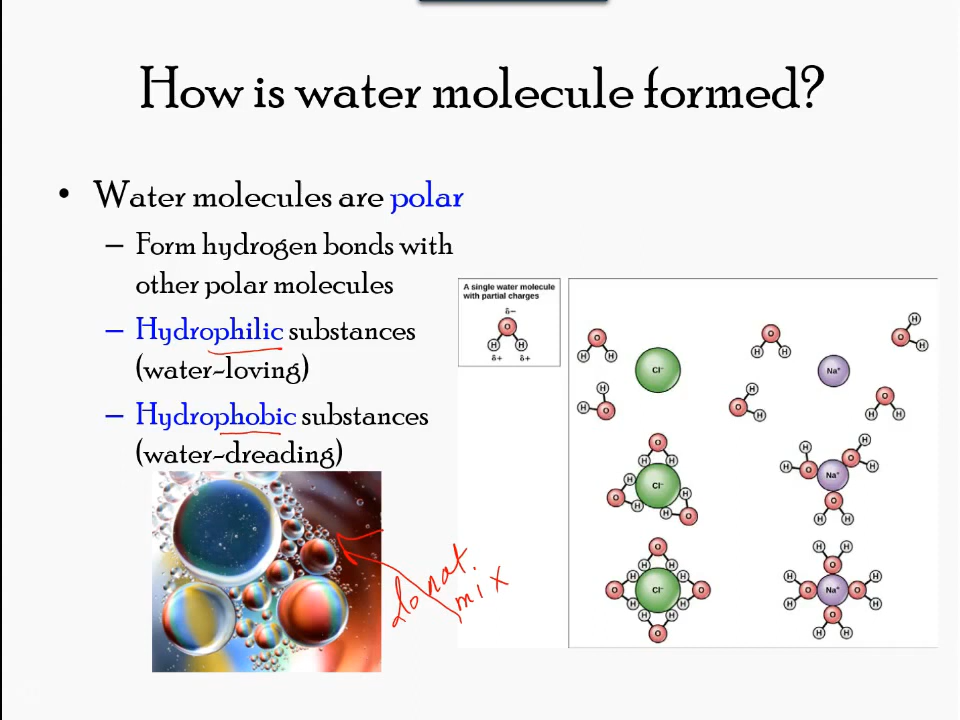 How is water molecule formed?
• Water molecules are polar
– Form hydrogen bonds with
other polar molecules
– Hydrophilic substances
(water-loving)
– Hydrophobic substances
(water-dreading)
do not.
mix
A single water molecule
with partial charges
δ−
O
H H
δ+ δ+
O
H H
Cl⁻
H
H O
O
H H
Na⁺
H
O H
H
O H
O
H H
O
H H
Cl⁻
H
O H
H
H O
H
O H
H O
H
Na⁺
O
H H
O
H H
H H
O Cl⁻ O
H H
H H
O
H H
O
H H
O Na⁺ O
H H
O
H H